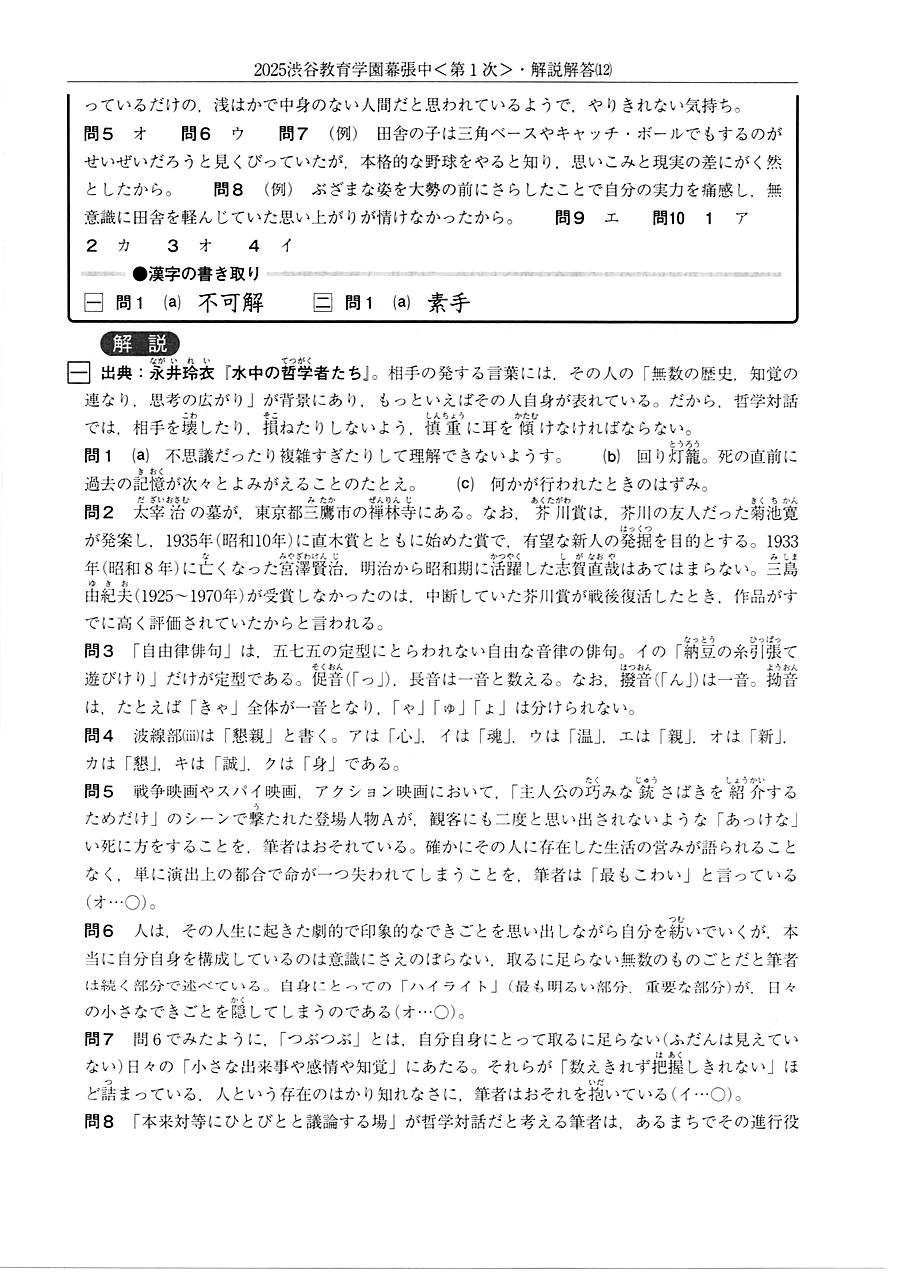 2025渋谷教育学園幕張中<第1次>・解説解答⑿
っているだけの，浅はかで中身のない人間だと思われているようで，やりきれない気持ち。
問5　オ　　問6　ウ　　問7　(例)　田舎の子は三角ベースやキャッチ・ボールでもするのが
せいぜいだろうと見くびっていたが，本格的な野球をやると知り，思いこみと現実の差にがく然
としたから。　　問8　(例)　ぶざまな姿を大勢の前にさらしたことで自分の実力を痛感し，無
意識に田舎を軽んじていた思い上がりが情けなかったから。　　問9　エ　　問10　1　ア
2　カ　　3　オ　　4　イ
●漢字の書き取り
一　問1　(a)　不可解　　二　問1　(a)　素手
解説
一　出典：永井玲衣『水中の哲学者たち』。相手の発する言葉には，その人の「無数の歴史，知覚の
連なり，思考の広がり」が背景にあり，もっといえばその人自身が表れている。だから，哲学対話
では，相手を壊したり，損ねたりしないよう，慎重に耳を傾けなければならない。
問1　(a)　不思議だったり複雑すぎたりして理解できないようす。　　(b)　回り灯籠。死の直前に
過去の記憶が次々とよみがえることのたとえ。　　(c)　何かが行われたときのはずみ。
問2　太宰治の墓が，東京都三鷹市の禅林寺にある。なお，芥川賞は，芥川の友人だった菊池寛
が発案し，1935年(昭和10年)に直木賞とともに始めた賞で，有望な新人の発掘を目的とする。1933
年(昭和8年)に亡くなった宮澤賢治，明治から昭和期に活躍した志賀直哉はあてはまらない。三島
由紀夫(1925～1970年)が受賞しなかったのは，中断していた芥川賞が戦後復活したとき，作品がす
でに高く評価されていたからと言われる。
問3　「自由律俳句」は，五七五の定型にとらわれない自由な音律の俳句。イの「納豆の糸引張て
遊びけり」だけが定型である。促音(「っ」)，長音は一音と数える。なお，撥音(「ん」)は一音。拗音
は，たとえば「きゃ」全体が一音となり，「ゃ」「ゅ」「ょ」は分けられない。
問4　波線部(ⅲ)は「懇親」と書く。アは「心」，イは「魂」，ウは「温」，エは「親」，オは「新」，
カは「懇」，キは「誠」，クは「身」である。
問5　戦争映画やスパイ映画，アクション映画において，「主人公の巧みな銃さばきを紹介する
ためだけ」のシーンで撃たれた登場人物Aが，観客にも二度と思い出されないような「あっけな」
い死に方をすることを，筆者はおそれている。確かにその人に存在した生活の営みが語られること
なく，単に演出上の都合で命が一つ失われてしまうことを，筆者は「最もこわい」と言っている
(オ…○)。
問6　人は，その人生に起きた劇的で印象的なできごとを思い出しながら自分を紡いでいくが，本
当に自分自身を構成しているのは意識にさえのぼらない，取るに足らない無数のものごとだと筆者
は続く部分で述べている。自身にとっての「ハイライト」(最も明るい部分，重要な部分)が，日々
の小さなできごとを隠してしまうのである(オ…○)。
問7　問6でみたように，「つぶつぶ」とは，自分自身にとって取るに足らない(ふだんは見えてい
ない)日々の「小さな出来事や感情や知覚」にあたる。それらが「数えきれず把握しきれない」ほ
ど詰まっている，人という存在のはかり知れなさに，筆者はおそれを抱いている(イ…○)。
問8　「本来対等にひとびとと議論する場」が哲学対話だと考える筆者は，あるまちでその進行役